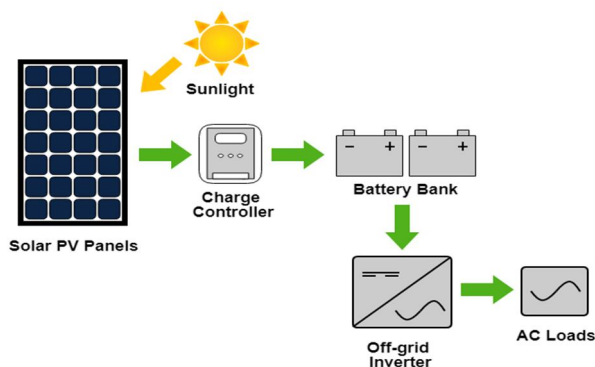 Sunlight
Solar PV Panels
Charge
Controller
− + − +
Battery Bank
Off-grid
Inverter
AC Loads